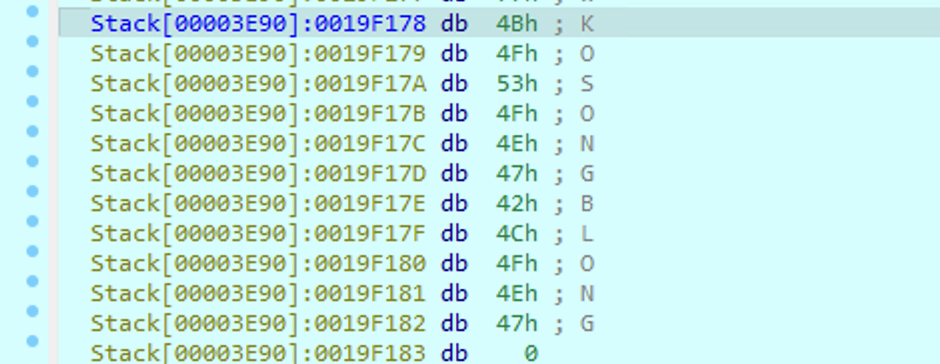 Stack[00003E90]:0019F178 db 4Bh ; K
Stack[00003E90]:0019F179 db 4Fh ; O
Stack[00003E90]:0019F17A db 53h ; S
Stack[00003E90]:0019F17B db 4Fh ; O
Stack[00003E90]:0019F17C db 4Eh ; N
Stack[00003E90]:0019F17D db 47h ; G
Stack[00003E90]:0019F17E db 42h ; B
Stack[00003E90]:0019F17F db 4Ch ; L
Stack[00003E90]:0019F180 db 4Fh ; O
Stack[00003E90]:0019F181 db 4Eh ; N
Stack[00003E90]:0019F182 db 47h ; G
Stack[00003E90]:0019F183 db 0